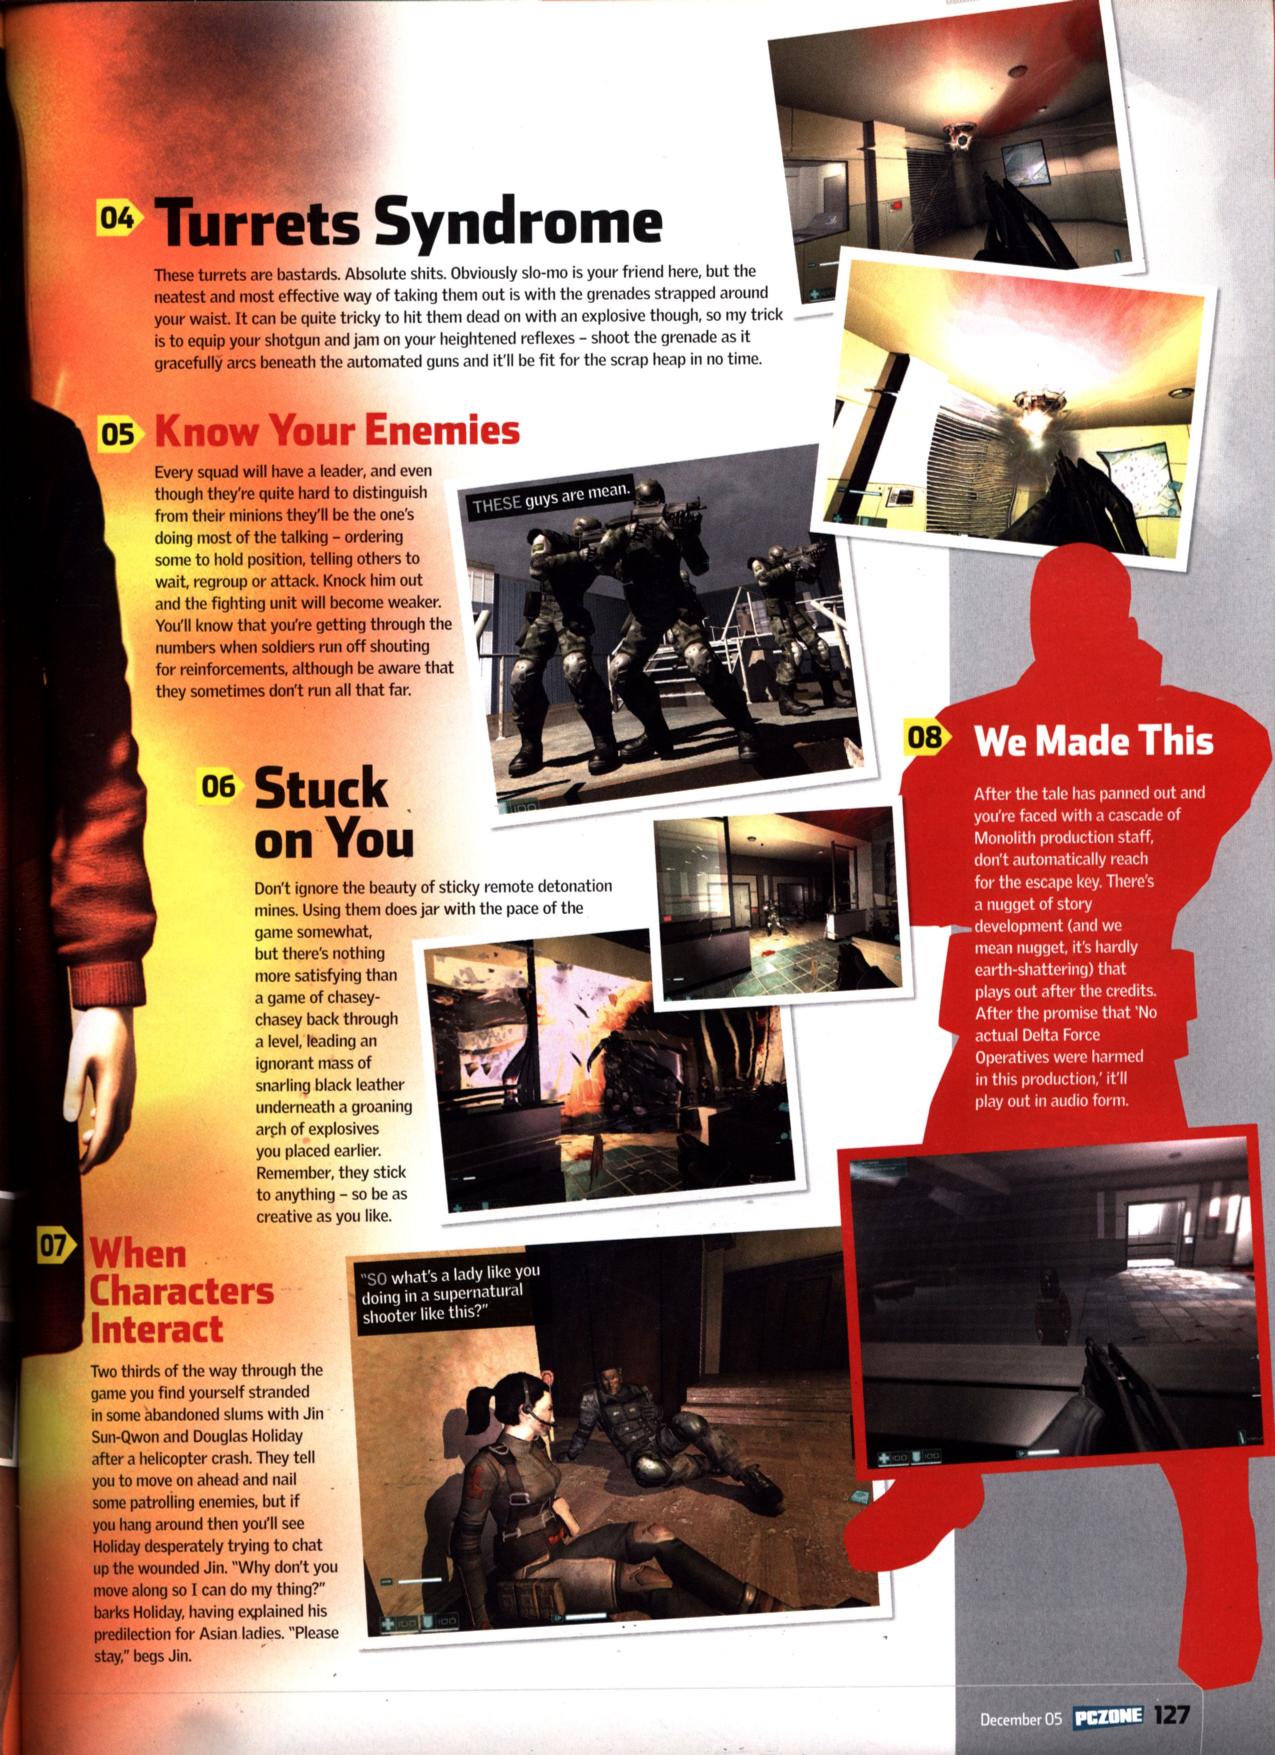 04 Turrets Syndrome
These turrets are bastards. Absolute shits. Obviously slo-mo is your friend here, but the
neatest and most effective way of taking them out is with the grenades strapped around
your waist. It can be quite tricky to hit them dead on with an explosive though, so my trick
is to equip your shotgun and jam on your heightened reflexes – shoot the grenade as it
gracefully arcs beneath the automated guns and it'll be fit for the scrap heap in no time.
05 Know Your Enemies
Every squad will have a leader, and even
though they're quite hard to distinguish
from their minions they'll be the one's
doing most of the talking – ordering
some to hold position, telling others to
wait, regroup or attack. Knock him out
and the fighting unit will become weaker.
You'll know that you're getting through the
numbers when soldiers run off shouting
for reinforcements, although be aware that
they sometimes don't run all that far.
THESE guys are mean.
06 Stuck
on You
Don't ignore the beauty of sticky remote detonation
mines. Using them does jar with the pace of the
game somewhat,
but there's nothing
more satisfying than
a game of chasey-
chasey back through
a level, leading an
ignorant mass of
snarling black leather
underneath a groaning
arch of explosives
you placed earlier.
Remember, they stick
to anything – so be as
creative as you like.
07 When
Characters
Interact
Two thirds of the way through the
game you find yourself stranded
in some abandoned slums with Jin
Sun-Qwon and Douglas Holiday
after a helicopter crash. They tell
you to move on ahead and nail
some patrolling enemies, but if
you hang around then you'll see
Holiday desperately trying to chat
up the wounded Jin. "Why don't you
move along so I can do my thing?"
barks Holiday, having explained his
predilection for Asian ladies. "Please
stay," begs Jin.
"SO what's a lady like you
doing in a supernatural
shooter like this?"
100 100
08 We Made This
After the tale has panned out and
you're faced with a cascade of
Monolith production staff,
don't automatically reach
for the escape key. There's
a nugget of story
development (and we
mean nugget, it's hardly
earth-shattering) that
plays out after the credits.
After the promise that 'No
actual Delta Force
Operatives were harmed
in this production,' it'll
play out in audio form.
100 100
December 05 PCZONE 127